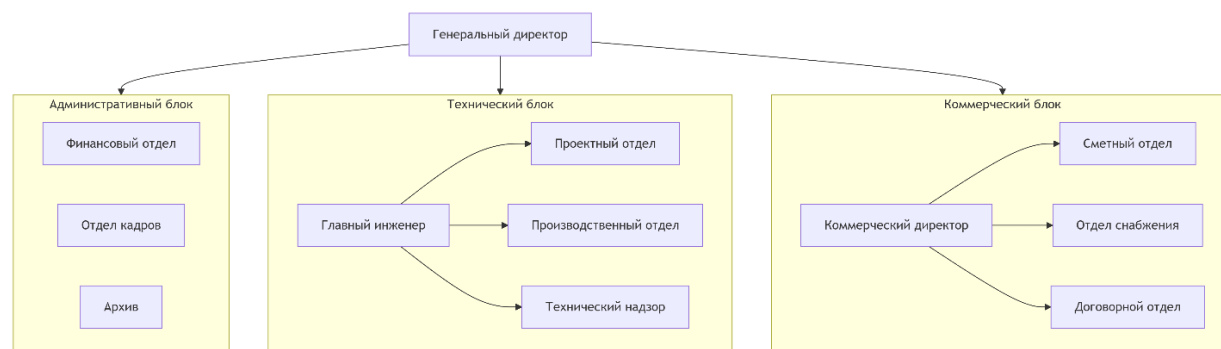 Генеральный директор
Административный блок
Финансовый отдел
Отдел кадров
Архив
Технический блок
Главный инженер
Проектный отдел
Производственный отдел
Технический надзор
Коммерческий блок
Коммерческий директор
Сметный отдел
Отдел снабжения
Договорной отдел